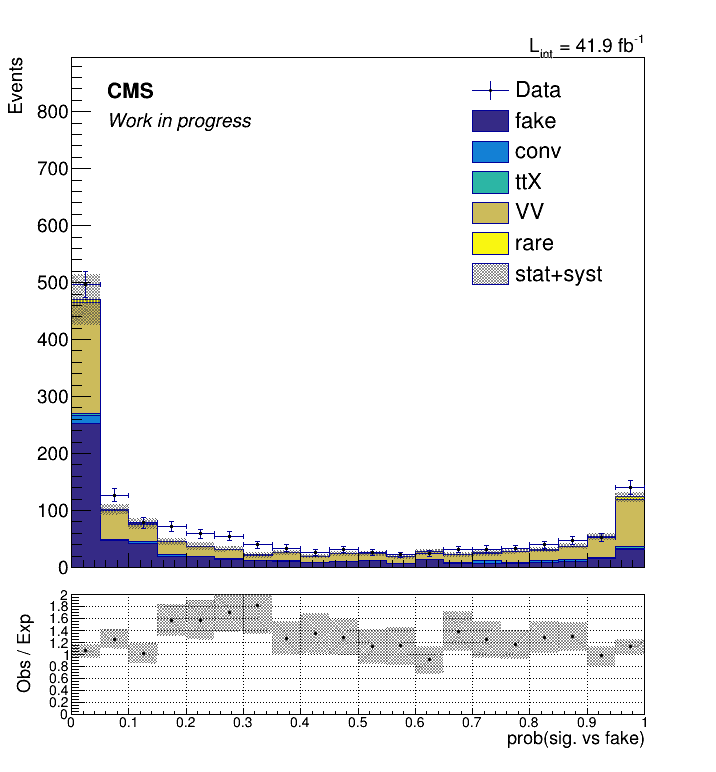 L_int = 41.9 fb^-1
Events
CMS
Work in progress
Data
fake
conv
ttX
VV
rare
stat+syst
800
700
600
500
400
300
200
100
0
Obs / Exp
2
1.8
1.6
1.4
1.2
1
0.8
0.6
0.4
0.2
0
0 0.1 0.2 0.3 0.4 0.5 0.6 0.7 0.8 0.9 1
prob(sig. vs fake)